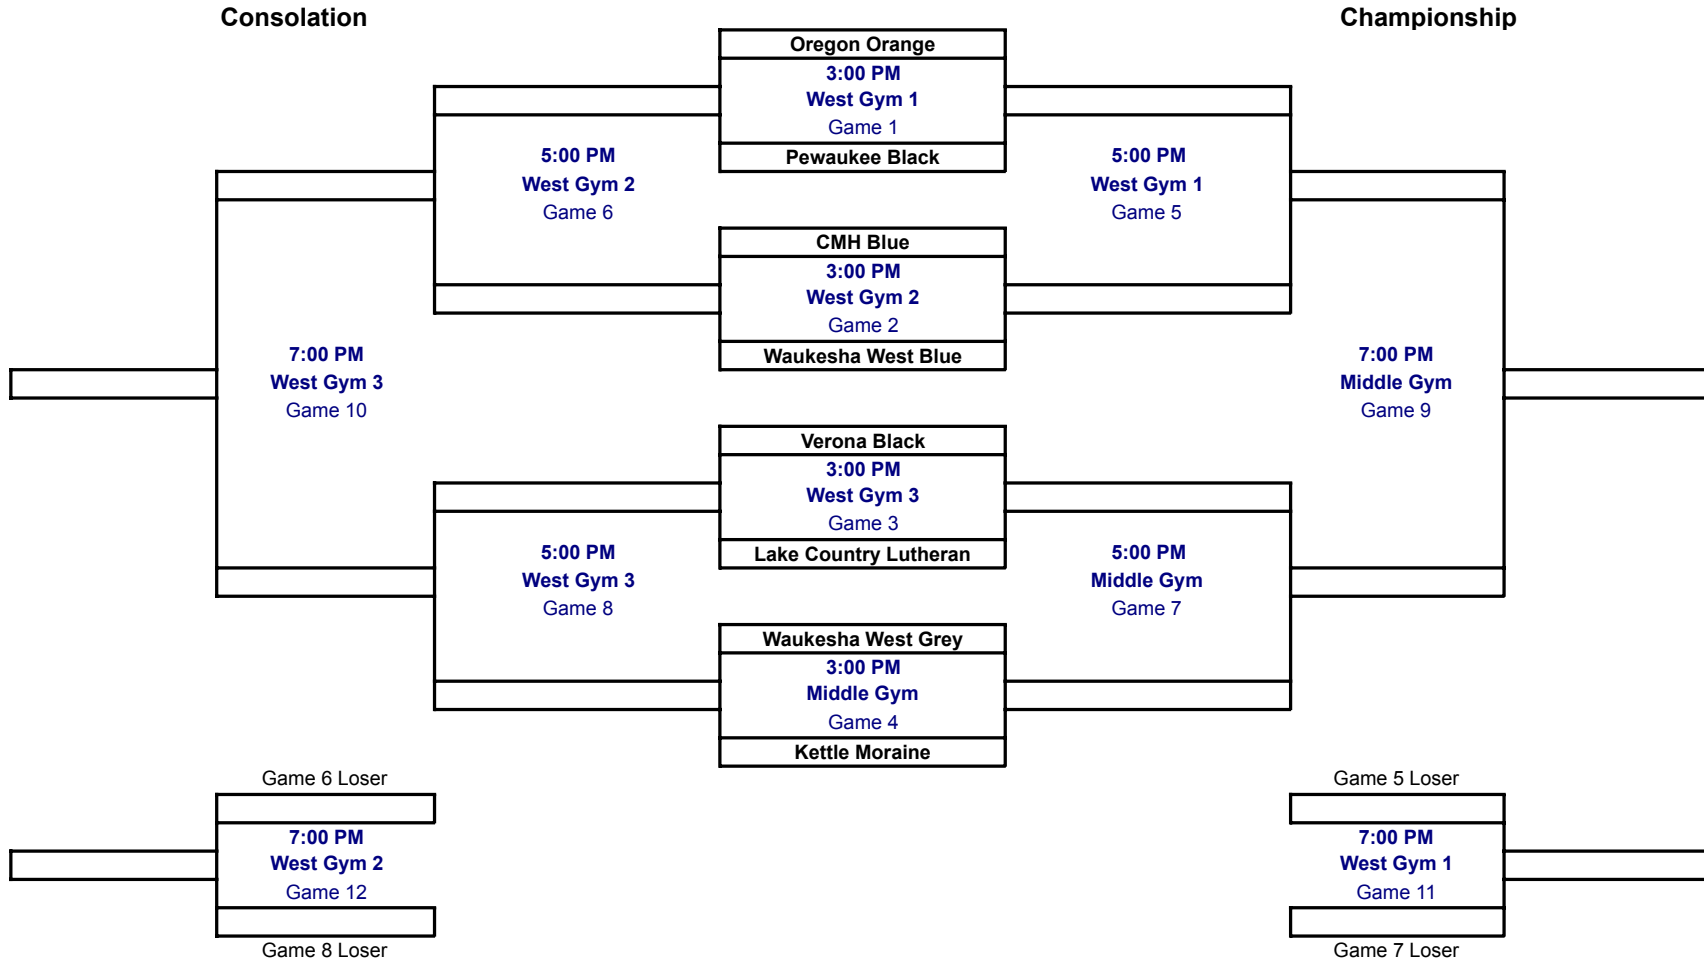 Consolation
Championship
Oregon Orange
3:00 PM
West Gym 1
Game 1
Pewaukee Black
5:00 PM
West Gym 2
Game 6
5:00 PM
West Gym 1
Game 5
CMH Blue
3:00 PM
West Gym 2
Game 2
Waukesha West Blue
7:00 PM
West Gym 3
Game 10
7:00 PM
Middle Gym
Game 9
Verona Black
3:00 PM
West Gym 3
Game 3
Lake Country Lutheran
5:00 PM
West Gym 3
Game 8
5:00 PM
Middle Gym
Game 7
Waukesha West Grey
3:00 PM
Middle Gym
Game 4
Kettle Moraine
Game 6 Loser
7:00 PM
West Gym 2
Game 12
Game 8 Loser
Game 5 Loser
7:00 PM
West Gym 1
Game 11
Game 7 Loser